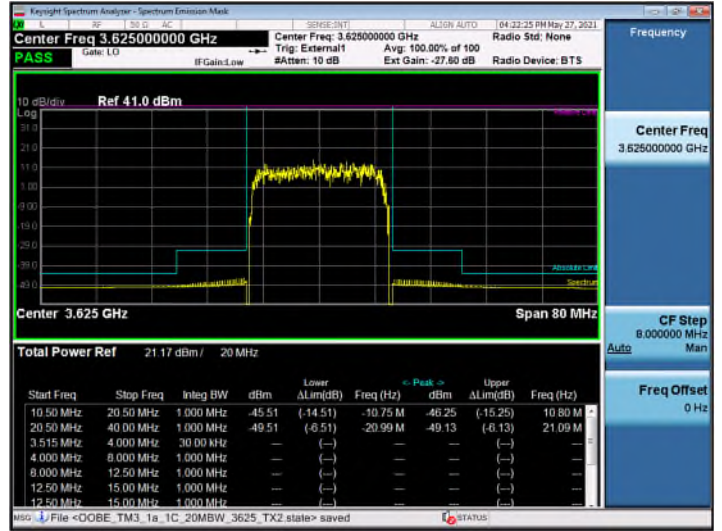 Keysight Spectrum Analyzer - Spectrum Emission Mask
LXI L RF 50 Ω AC SENSE:INT ALIGN AUTO 04:22:25 PM May 27, 2021
Center Freq 3.625000000 GHz Center Freq: 3.625000000 GHz Radio Std: None Frequency
PASS Gate: LO Trig: External1 Avg: 100.00% of 100
IFGain:Low #Atten: 10 dB Ext Gain: -27.60 dB Radio Device: BTS
10 dB/div Ref 41.0 dBm
Log
31.0
21.0
11.0
1.00
-9.00
-19.0
-29.0
-39.0
-49.0
Absolute Limit
Spectrum
Center 3.625 GHz Span 80 MHz
Total Power Ref 21.17 dBm / 20 MHz
Lower <- Peak -> Upper
Start Freq Stop Freq Integ BW dBm ΔLim(dB) Freq (Hz) dBm ΔLim(dB) Freq (Hz)
10.50 MHz 20.50 MHz 1.000 MHz -45.51 (-14.51) -10.75 M -46.25 (-15.25) 10.80 M
20.50 MHz 40.00 MHz 1.000 MHz -49.51 (-6.51) -20.99 M -49.13 (-6.13) 21.09 M
3.515 MHz 4.000 MHz 30.00 kHz --- (---) --- --- (---) ---
4.000 MHz 8.000 MHz 1.000 MHz --- (---) --- --- (---) ---
8.000 MHz 12.50 MHz 1.000 MHz --- (---) --- --- (---) ---
12.50 MHz 15.00 MHz 1.000 MHz --- (---) --- --- (---) ---
12.50 MHz 15.00 MHz 1.000 MHz --- (---) --- --- (---) ---
Center Freq
3.625000000 GHz
CF Step
8.000000 MHz
Auto Man
Freq Offset
0 Hz
MSG File <OOBE_TM3_1a_1C_20MBW_3625_TX2.state> saved STATUS